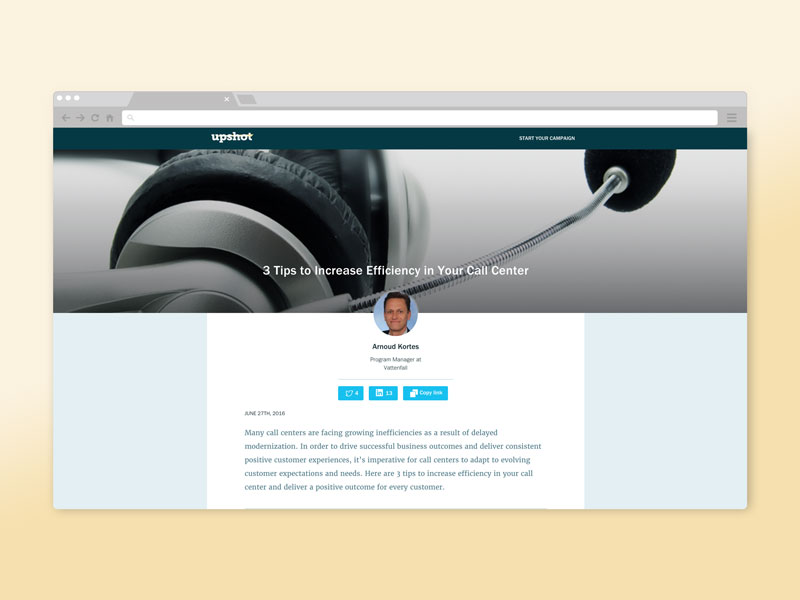 upshot
START YOUR CAMPAIGN
3 Tips to Increase Efficiency in Your Call Center
Arnoud Kortes
Program Manager at
Vattenfall
4
13
Copy link
JUNE 27TH, 2016
Many call centers are facing growing inefficiencies as a result of delayed
modernization. In order to drive successful business outcomes and deliver consistent
positive customer experiences, it's imperative for call centers to adapt to evolving
customer expectations and needs. Here are 3 tips to increase efficiency in your call
center and deliver a positive outcome for every customer.